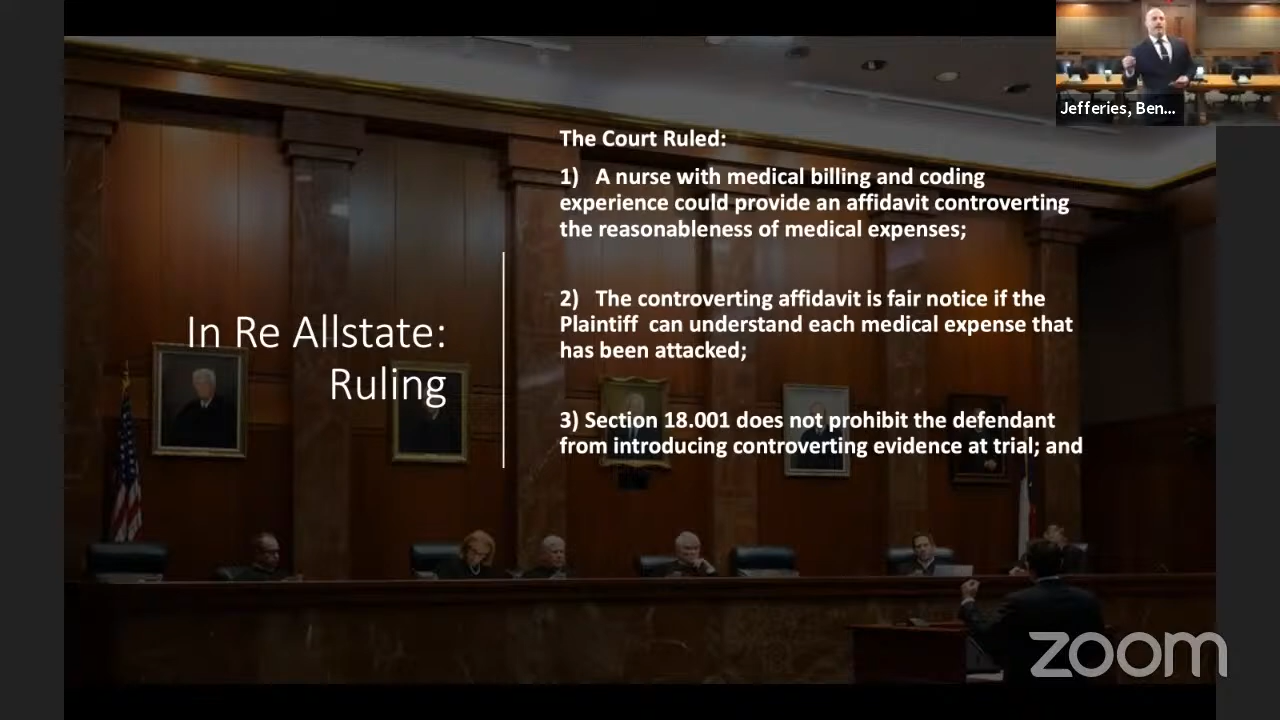 Jefferies, Ben...
The Court Ruled:
1) A nurse with medical billing and coding
experience could provide an affidavit controverting
the reasonableness of medical expenses;
2) The controverting affidavit is fair notice if the
Plaintiff can understand each medical expense that
has been attacked;
3) Section 18.001 does not prohibit the defendant
from introducing controverting evidence at trial; and
In Re Allstate:
Ruling
zoom